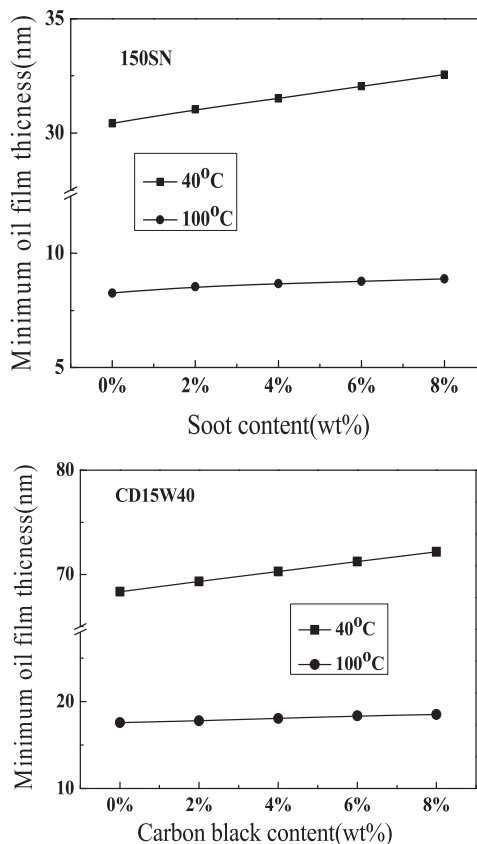 Minimum oil film thicness(nm)
35
30
10
5
150SN
40⁰C
100⁰C
0% 2% 4% 6% 8%
Soot content(wt%)
Minimum oil film thicness(nm)
80
70
20
10
CD15W40
40⁰C
100⁰C
0% 2% 4% 6% 8%
Carbon black content(wt%)